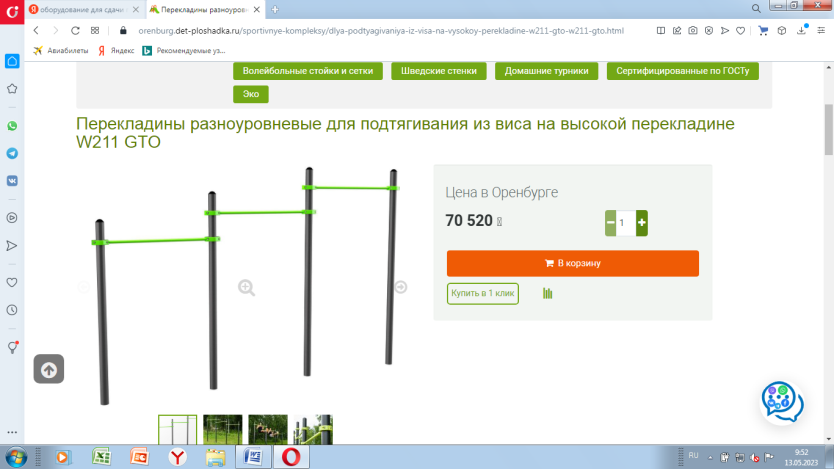 оборудование для сдачи г
Перекладины разноуровн
orenburg.det-ploshadka.ru/sportivnye-kompleksy/dlya-podtyagivaniya-iz-visa-na-vysokoy-perekladine-w211-gto-w211-gto.html
Авиабилеты Яндекс Рекомендуемые уз...
Волейбольные стойки и сетки Шведские стенки Домашние турники Сертифицированные по ГОСТу
Эко
Перекладины разноуровневые для подтягивания из виса на высокой перекладине
W211 GTO
Цена в Оренбурге
70 520
1
В корзину
Купить в 1 клик
RU
9:52
13.05.2023